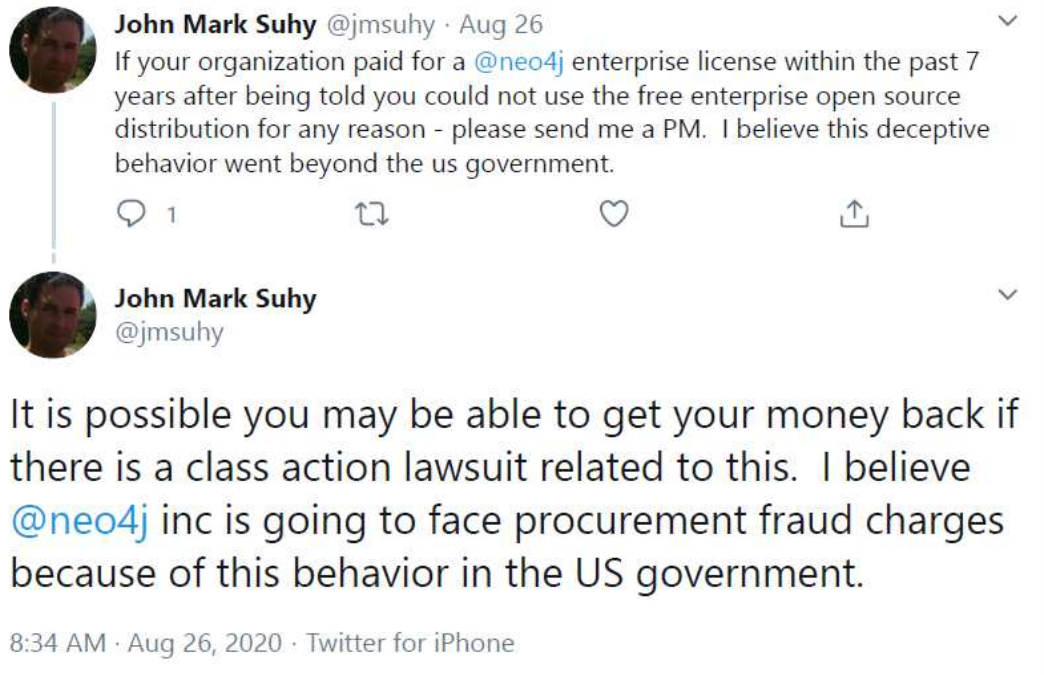 John Mark Suhy @jmsuhy · Aug 26
If your organization paid for a @neo4j enterprise license within the past 7
years after being told you could not use the free enterprise open source
distribution for any reason - please send me a PM.  I believe this deceptive
behavior went beyond the us government.
1
John Mark Suhy
@jmsuhy
It is possible you may be able to get your money back if
there is a class action lawsuit related to this.  I believe
@neo4j inc is going to face procurement fraud charges
because of this behavior in the US government.
8:34 AM · Aug 26, 2020 · Twitter for iPhone